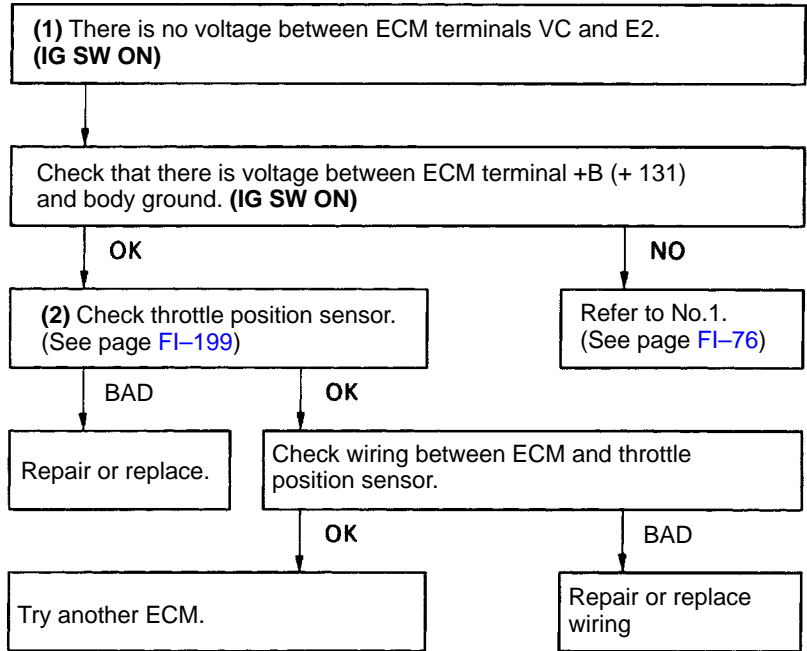 (1) There is no voltage between ECM terminals VC and E2.
(IG SW ON)
Check that there is voltage between ECM terminal +B (+ 131)
and body ground. (IG SW ON)
OK
NO
(2) Check throttle position sensor.
(See page FI–199)
Refer to No.1.
(See page FI–76)
BAD
OK
Repair or replace.
Check wiring between ECM and throttle
position sensor.
OK
BAD
Try another ECM.
Repair or replace
wiring